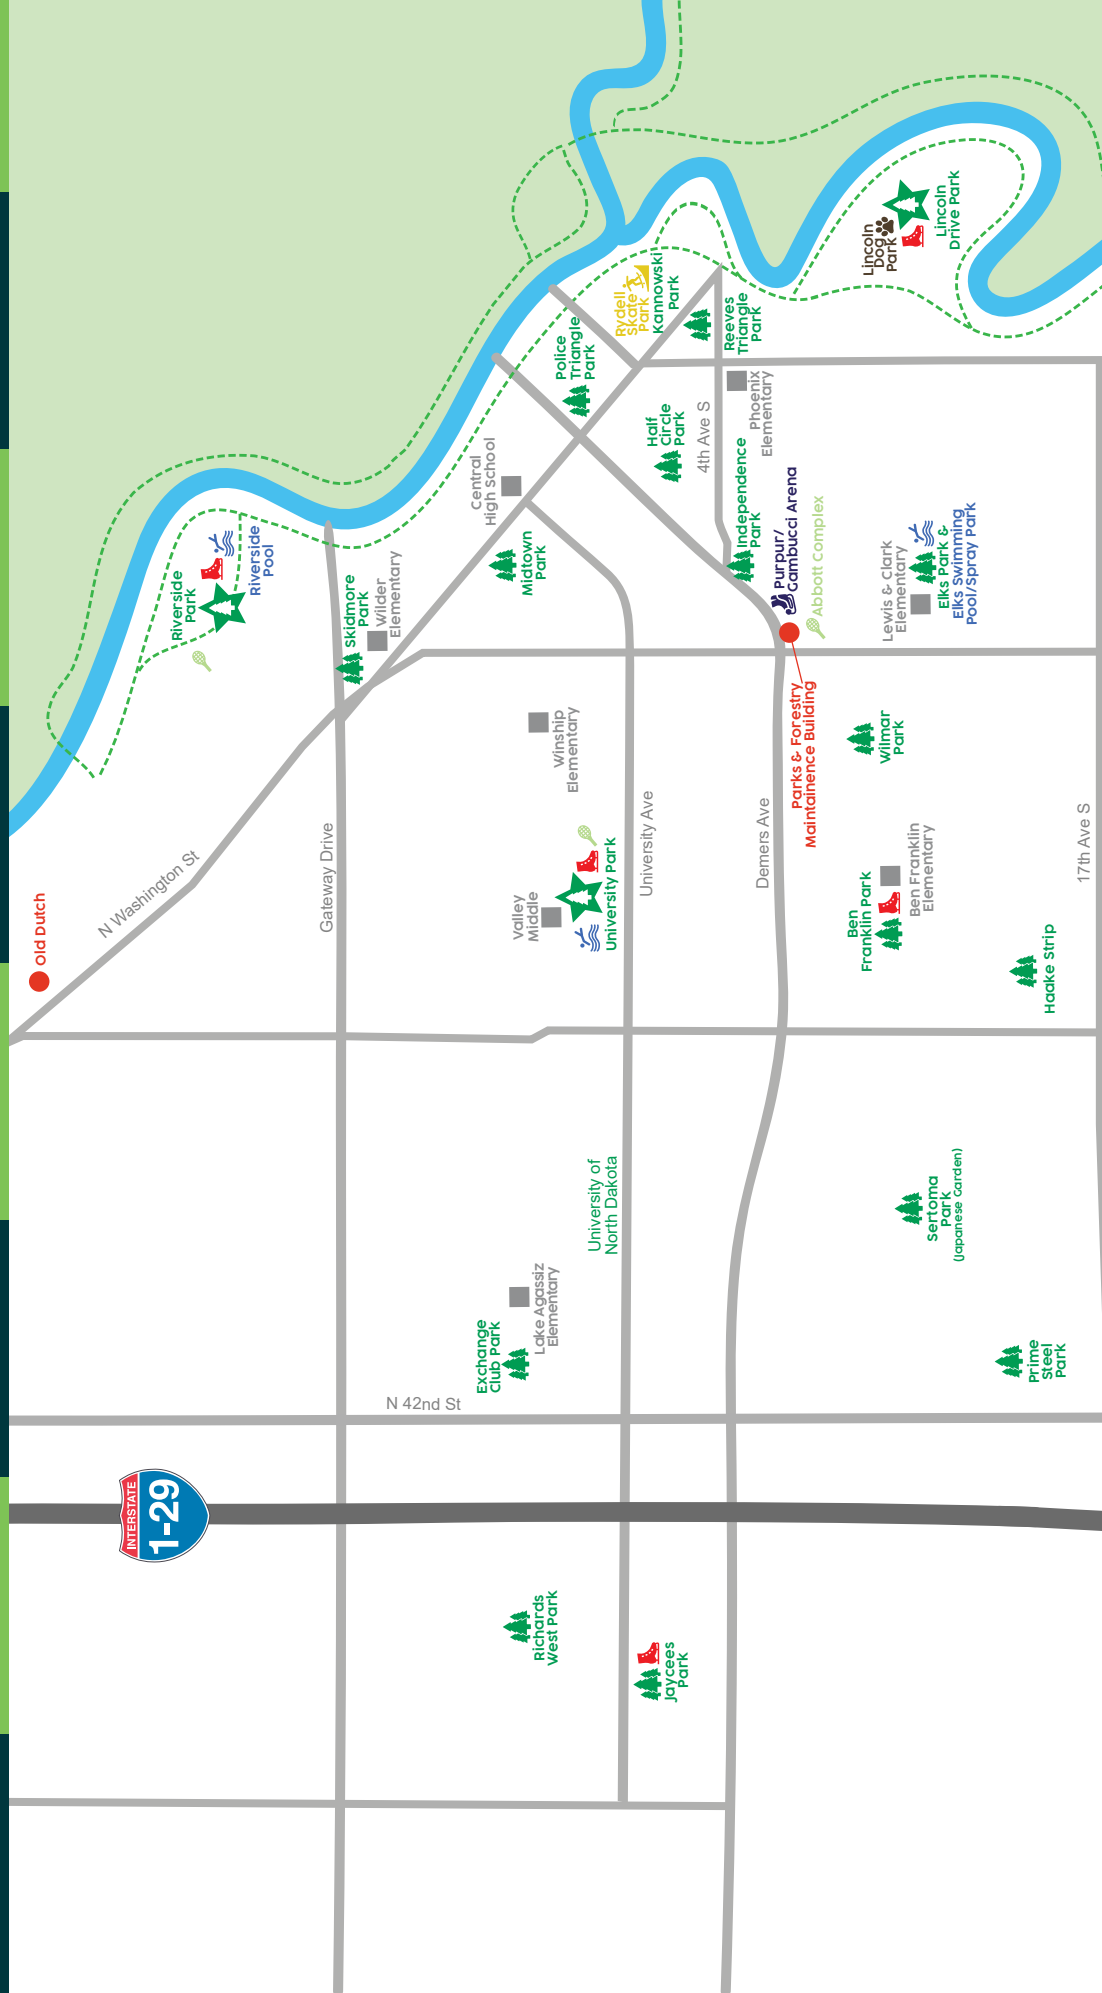 Old Dutch
N Washington St
Riverside
Park
Riverside
Pool
Gateway Drive
Skidmore
Park
Wilder
Elementary
Central
High School
Midtown
Park
Police
Triangle
Park
Rydell
Skate
Park
Kannowski
Park
Reeves
Triangle
Park
Half
Circle
Park
4th Ave S
Phoenix
Elementary
Independence
Park
Purpur/
Gambucci Arena
Abbott Complex
Lincoln
Dog
Park
Lincoln
Drive Park
Lewis & Clark
Elementary
Elks Park &
Elks Swimming
Pool/Spray Park
Parks & Forestry
Maintainence Building
Wilmar
Park
Winship
Elementary
University Ave
Demers Ave
17th Ave S
Valley
Middle
University Park
Ben
Franklin Park
Ben Franklin
Elementary
Haake Strip
University of
North Dakota
Sertoma
Park
(Japanese Garden)
Lake Agassiz
Elementary
Exchange
Club Park
Prime
Steel
Park
N 42nd St
INTERSTATE
1-29
Richards
West Park
Jaycees
Park